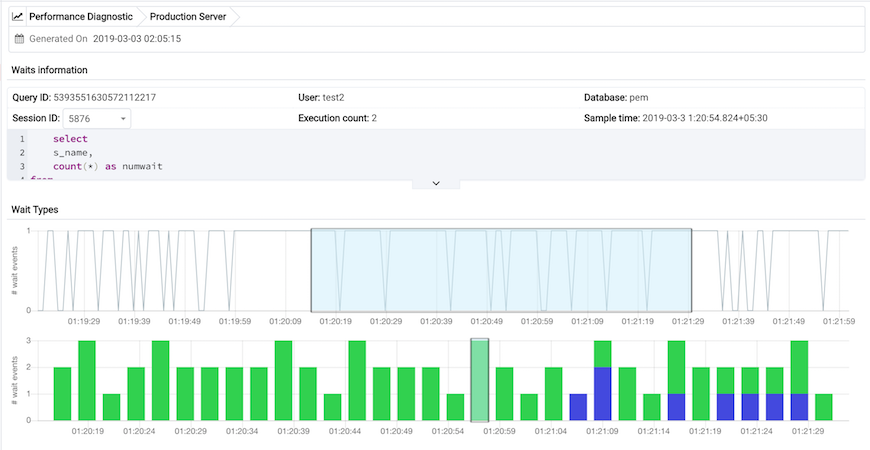 Performance Diagnostic Production Server
Generated On 2019-03-03 02:05:15
Waits information
Query ID: 5393551630572112217 User: test2 Database: pem
Session ID: 5876 Execution count: 2 Sample time: 2019-03-3 1:20:54.824+05:30
1 select
2 s_name,
3 count(*) as numwait
4 from
Wait Types
# wait events
1
0
01:19:29 01:19:39 01:19:49 01:19:59 01:20:09 01:20:19 01:20:29 01:20:39 01:20:49 01:20:59 01:21:09 01:21:19 01:21:29 01:21:39 01:21:49 01:21:59
# wait events
3
2
1
0
01:20:19 01:20:24 01:20:29 01:20:34 01:20:39 01:20:44 01:20:49 01:20:54 01:20:59 01:21:04 01:21:09 01:21:14 01:21:19 01:21:24 01:21:29